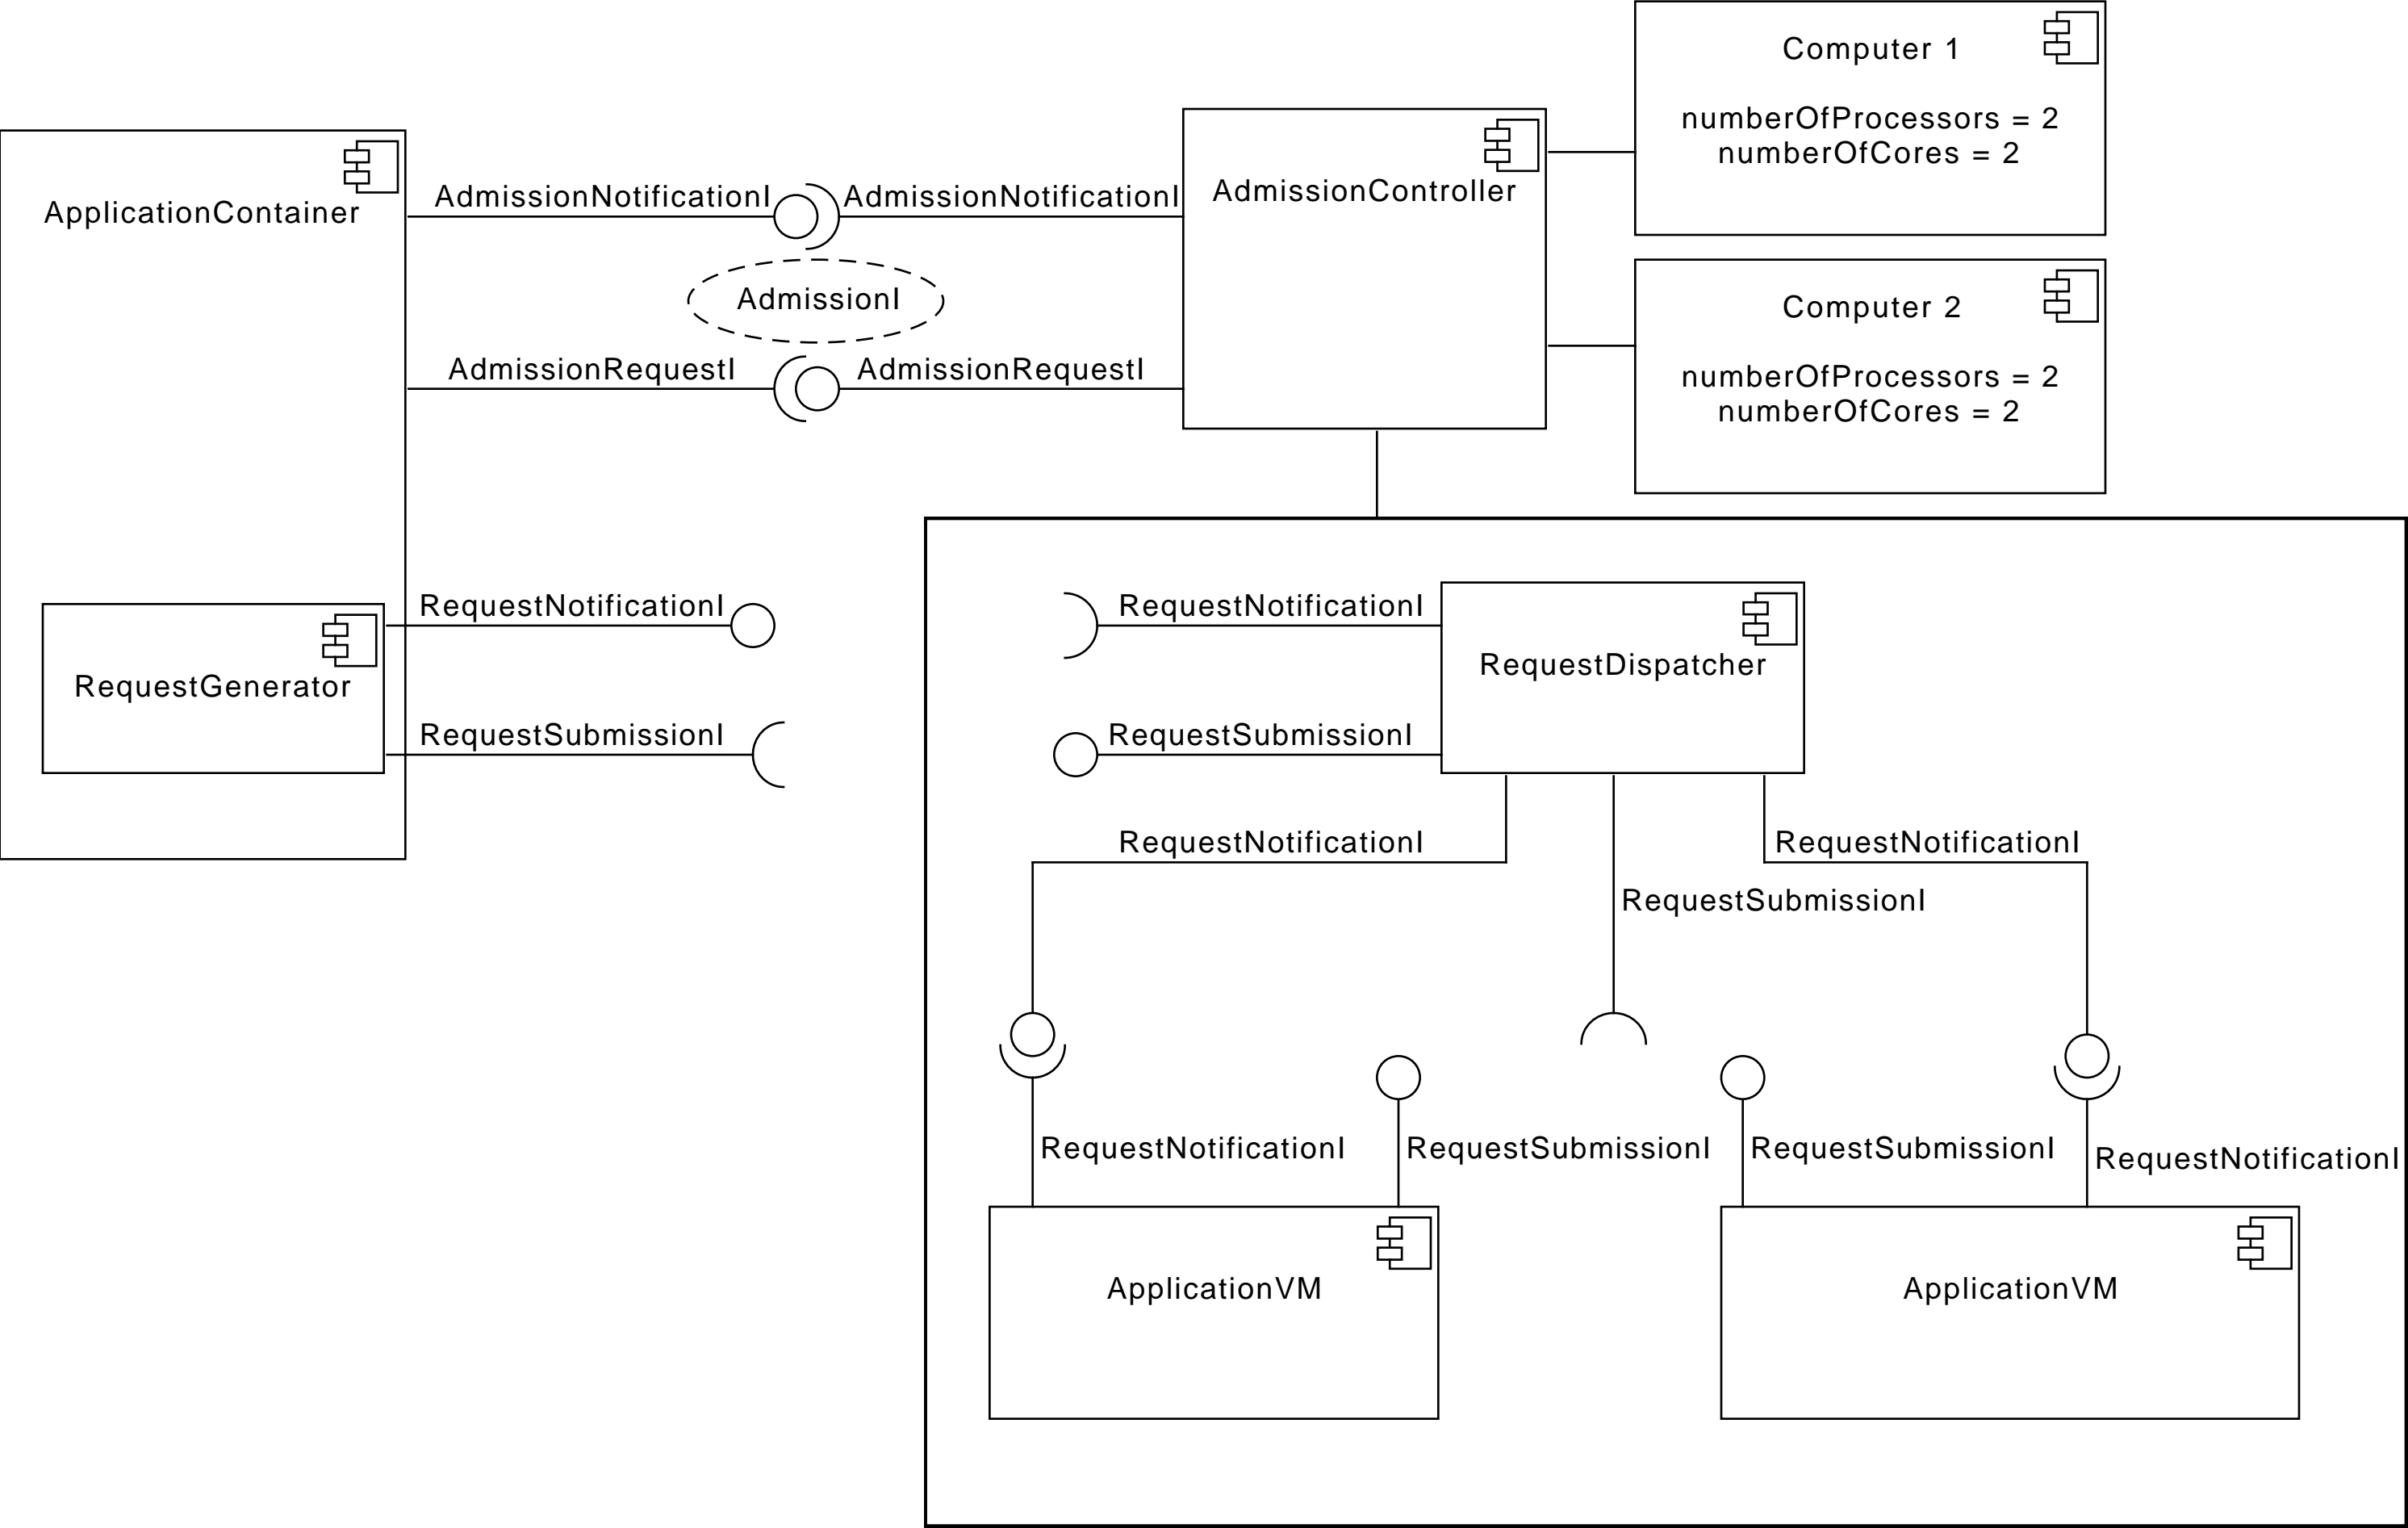 Computer 1
numberOfProcessors = 2
numberOfCores = 2
ApplicationContainer
AdmissionNotificationI
AdmissionNotificationI
AdmissionController
AdmissionI
Computer 2
numberOfProcessors = 2
numberOfCores = 2
AdmissionRequestI
AdmissionRequestI
RequestNotificationI
RequestNotificationI
RequestGenerator
RequestDispatcher
RequestSubmissionI
RequestSubmissionI
RequestNotificationI
RequestNotificationI
RequestSubmissionI
RequestNotificationI
RequestSubmissionI
RequestSubmissionI
RequestNotificationI
ApplicationVM
ApplicationVM